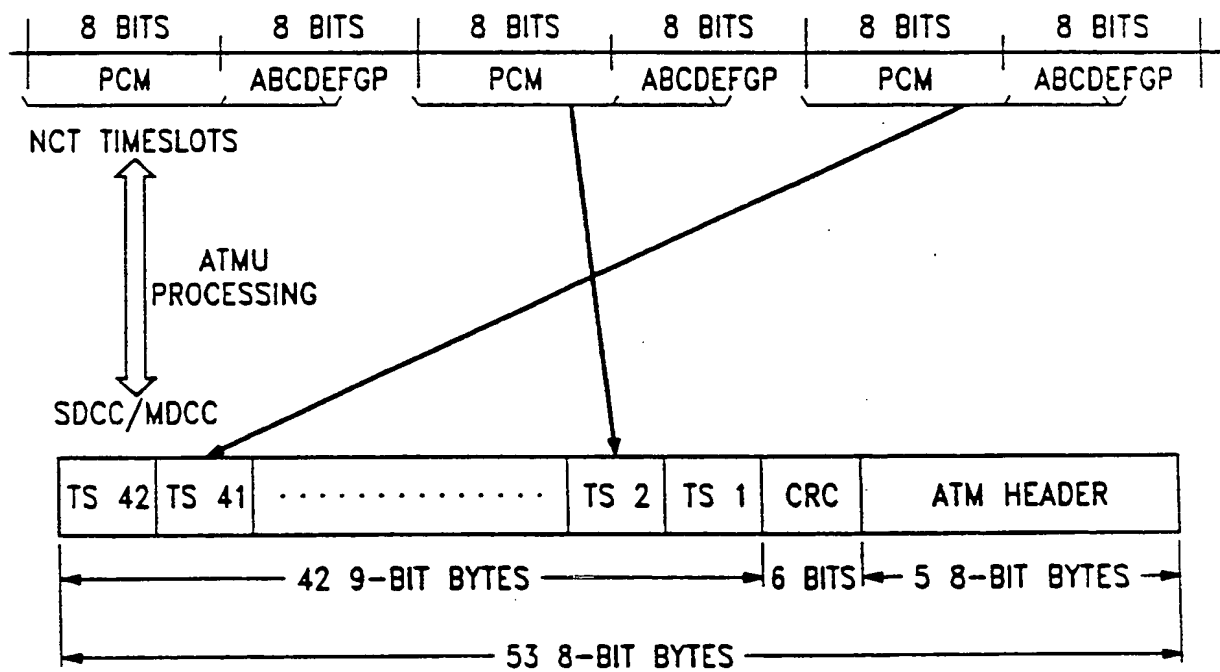 8 BITS 8 BITS 8 BITS 8 BITS 8 BITS 8 BITS
PCM ABCDEFGP PCM ABCDEFGP PCM ABCDEFGP
NCT TIMESLOTS
ATMU
PROCESSING
SDCC/MDCC
TS 42 TS 41 ················ TS 2 TS 1 CRC ATM HEADER
42 9-BIT BYTES 6 BITS 5 8-BIT BYTES
53 8-BIT BYTES